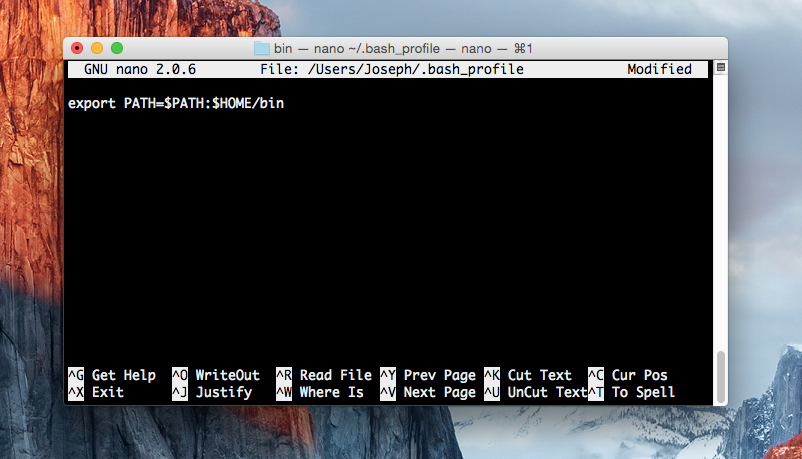 bin — nano ~/.bash_profile — nano — ⌘1
GNU nano 2.0.6 File: /Users/Joseph/.bash_profile Modified
export PATH=$PATH:$HOME/bin
^G Get Help ^O WriteOut ^R Read File ^Y Prev Page ^K Cut Text ^C Cur Pos
^X Exit ^J Justify ^W Where Is ^V Next Page ^U UnCut Text ^T To Spell